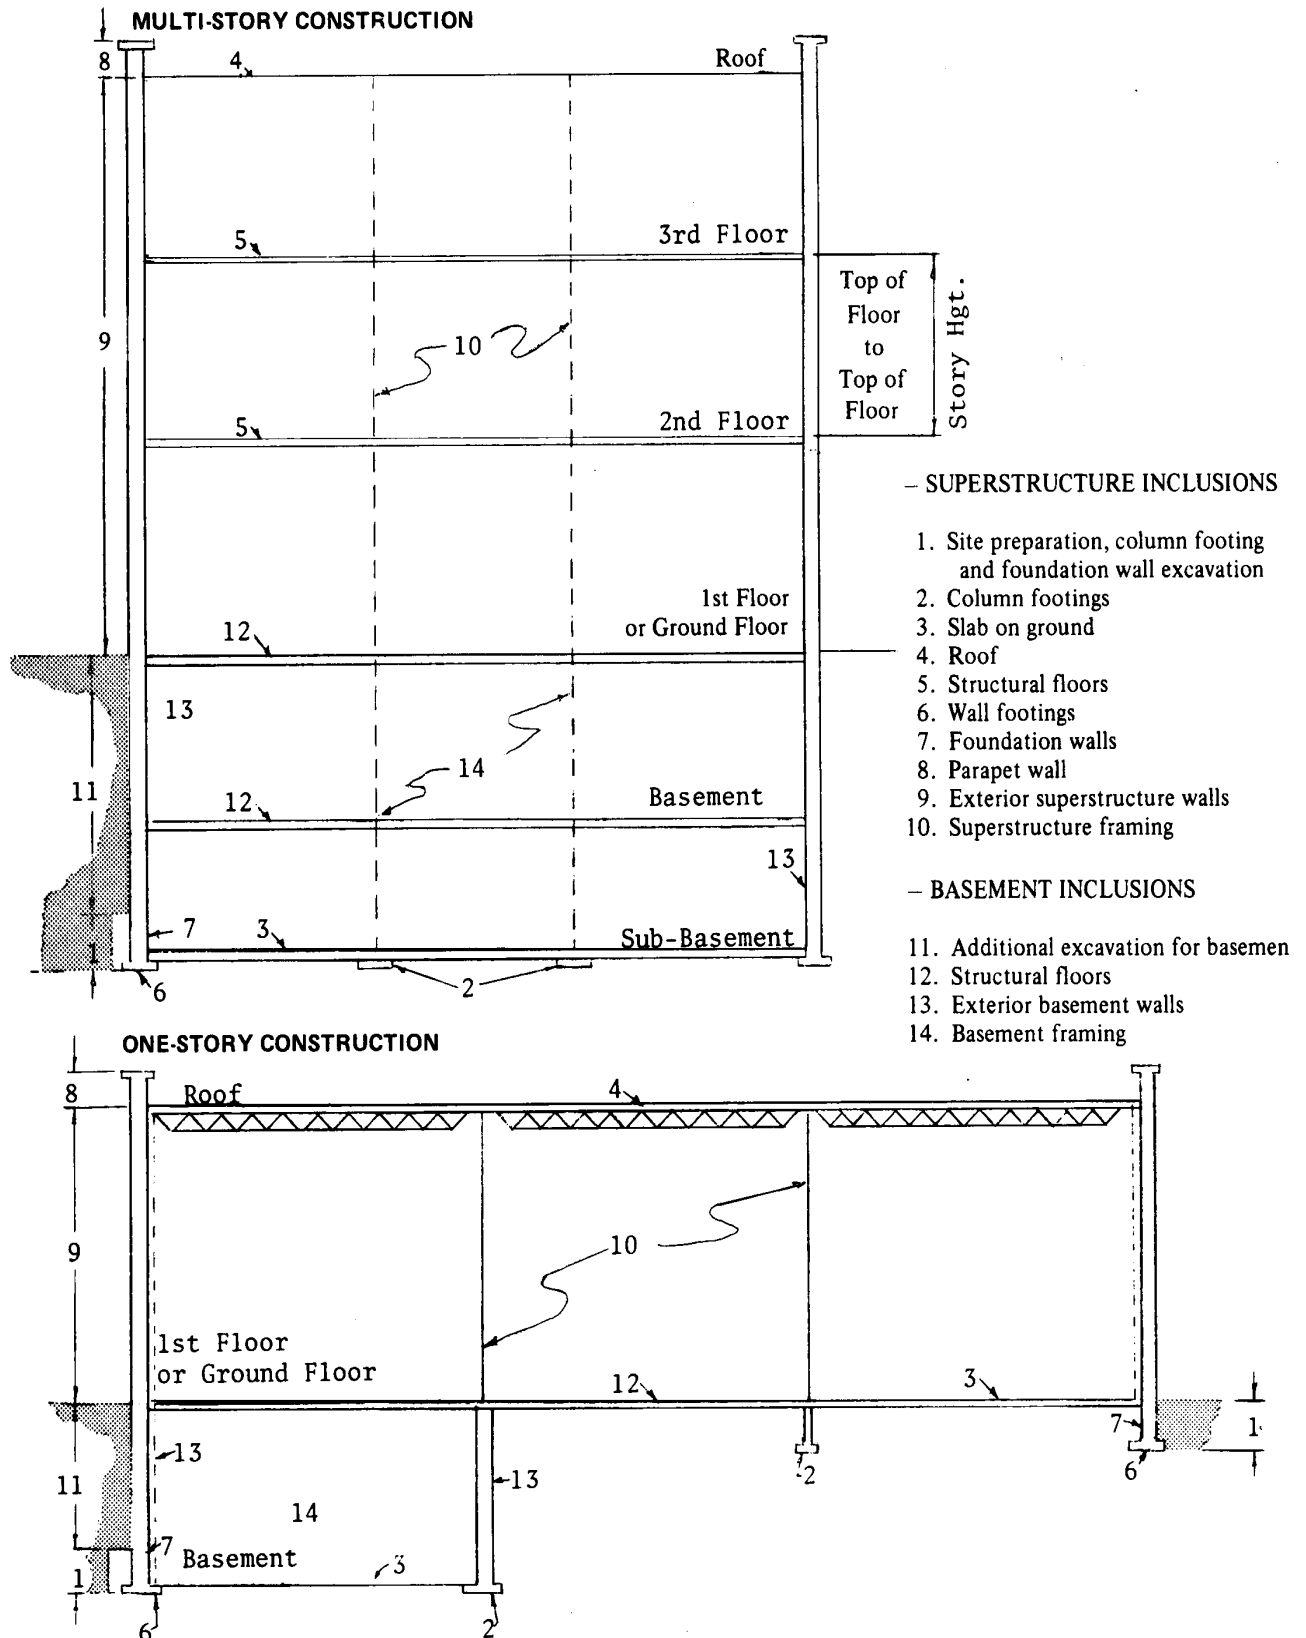 MULTI-STORY CONSTRUCTION
8
4
Roof
5
3rd Floor
9
10
Top of
Floor
to
Top of
Floor
Story Hgt.
5
2nd Floor
– SUPERSTRUCTURE INCLUSIONS
1. Site preparation, column footing
and foundation wall excavation
2. Column footings
3. Slab on ground
4. Roof
5. Structural floors
6. Wall footings
7. Foundation walls
8. Parapet wall
9. Exterior superstructure walls
10. Superstructure framing
– BASEMENT INCLUSIONS
11. Additional excavation for basemen
12. Structural floors
13. Exterior basement walls
14. Basement framing
12
1st Floor
or Ground Floor
13
14
11
12
Basement
13
7
3
Sub-Basement
1
6
2
ONE-STORY CONSTRUCTION
8
Roof
4
9
10
1st Floor
or Ground Floor
12
3
13
11
13
14
2
7
1
6
7
Basement
3
1
6
2